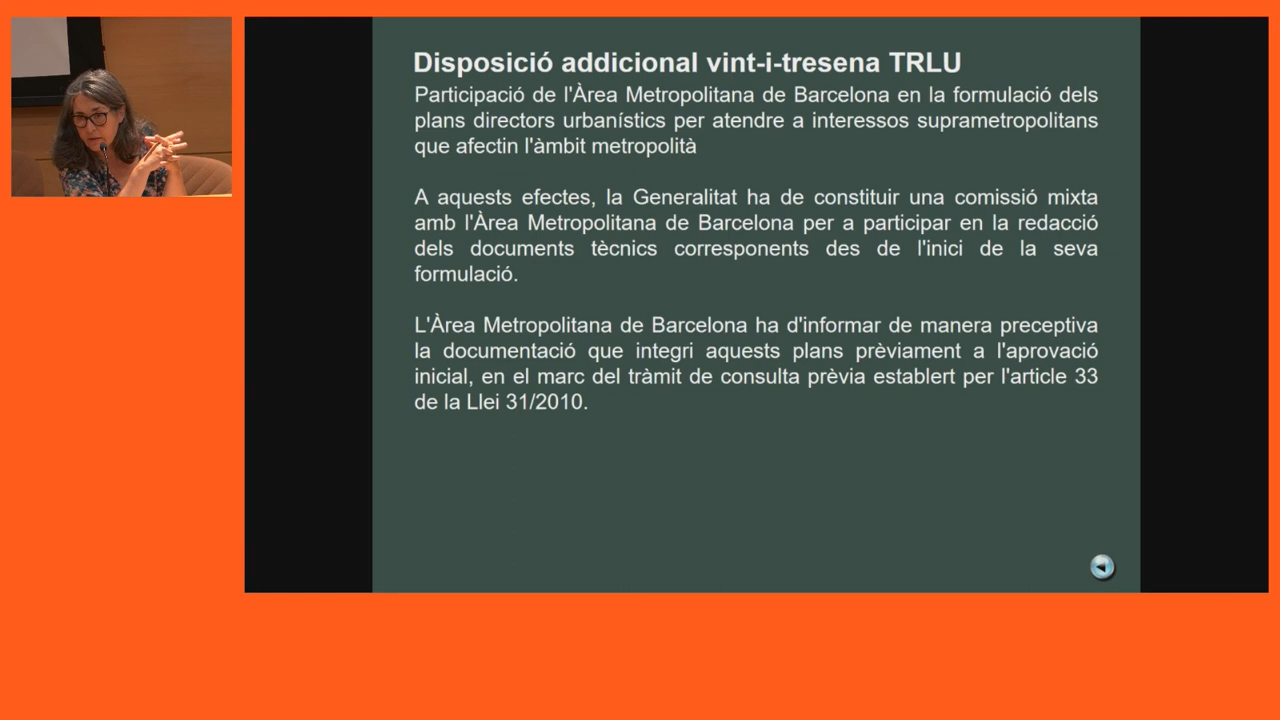 Disposició addicional vint-i-tresena TRLU
Participació de l'Àrea Metropolitana de Barcelona en la formulació dels
plans directors urbanístics per atendre a interessos suprametropolitans
que afectin l'àmbit metropolità
A aquests efectes, la Generalitat ha de constituir una comissió mixta
amb l'Àrea Metropolitana de Barcelona per a participar en la redacció
dels documents tècnics corresponents des de l'inici de la seva
formulació.
L'Àrea Metropolitana de Barcelona ha d'informar de manera preceptiva
la documentació que integri aquests plans prèviament a l'aprovació
inicial, en el marc del tràmit de consulta prèvia establert per l'article 33
de la Llei 31/2010.